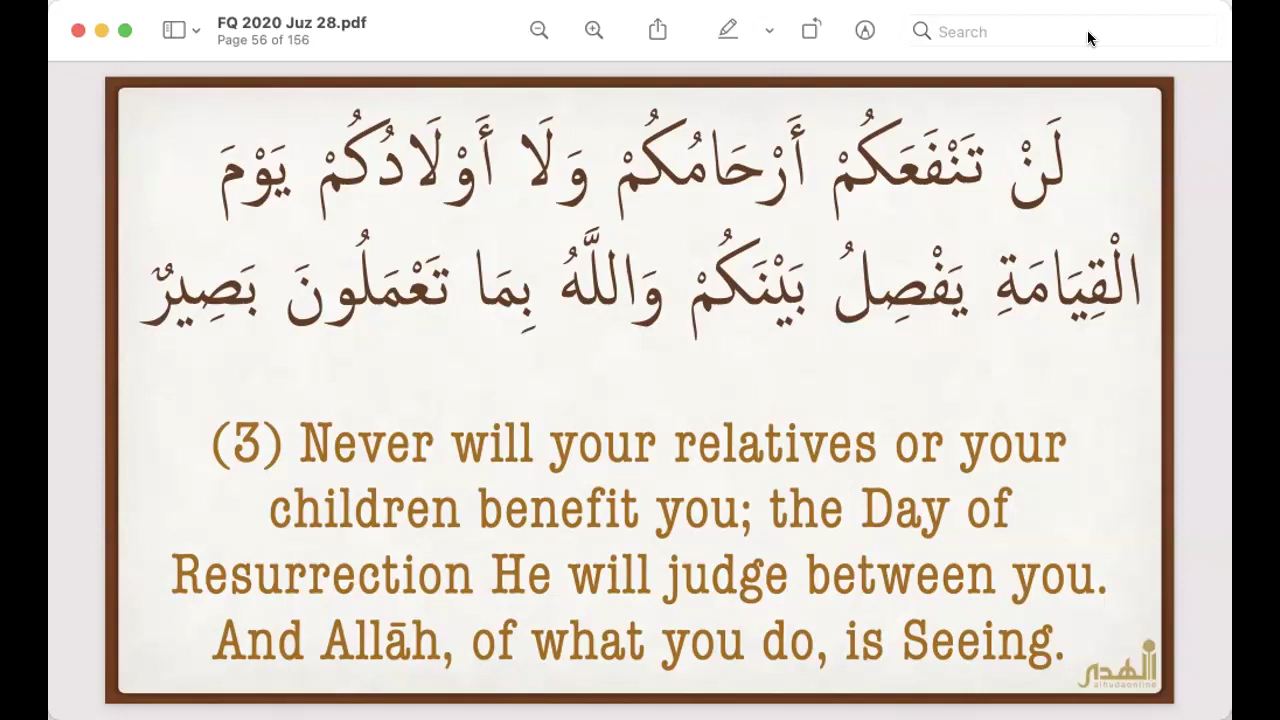 FQ 2020 Juz 28.pdf
Page 56 of 156
Search
لَنْ تَنْفَعَكُمْ أَرْحَامُكُمْ وَلَا أَوْلَادُكُمْ يَوْمَ
الْقِيَامَةِ يَفْصِلُ بَيْنَكُمْ وَاللَّهُ بِمَا تَعْمَلُونَ بَصِيرٌ
(3) Never will your relatives or your
children benefit you; the Day of
Resurrection He will judge between you.
And Allāh, of what you do, is Seeing.
الهدى
alhudaonline